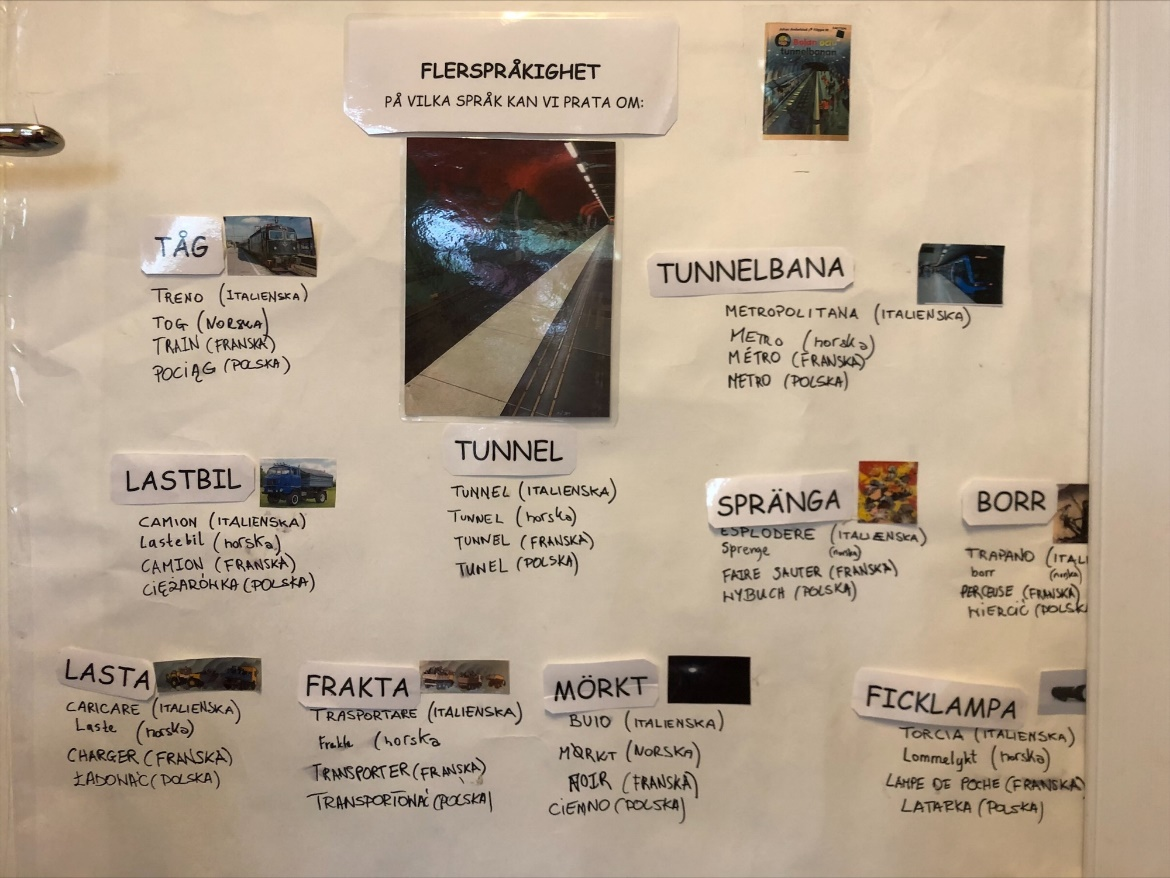 FLERSPRÅKIGHET
PÅ VILKA SPRÅK KAN VI PRATA OM:
tunnelbanan
TÅG
TRENO (ITALIENSKA)
TOG (NORSKA)
TRAIN (FRANSKA)
POCIĄG (POLSKA)
TUNNELBANA
METROPOLITANA (ITALIENSKA)
METRO (norska)
MÉTRO (FRANSKA)
METRO (POLSKA)
LASTBIL
CAMION (ITALIENSKA)
Lastebil (norska)
CAMION (FRANSKA)
CIĘŻARÓWKA (POLSKA)
TUNNEL
TUNNEL (ITALIENSKA)
TUNNEL (norska)
TUNNEL (FRANSKA)
TUNEL (POLSKA)
SPRÄNGA
ESPLODERE (ITALIENSKA)
Sprenge (norska)
FAIRE SAUTER (FRANSKA)
WYBUCH (POLSKA)
BORR
TRAPANO (ITALI
borr (norska)
PERCEUSE (FRANSKA)
WIERCIĆ (POLSKA
LASTA
CARICARE (ITALIENSKA)
Laste (norska)
CHARGER (FRANSKA)
ŁADOWAĆ (POLSKA)
FRAKTA
TRASPORTARE (ITALIENSKA)
Frakte (norska
TRANSPORTER (FRANSKA)
TRANSPORTOWAĆ (POLSKA)
MÖRKT
BUIO (ITALIENSKA)
MØRKT (NORSKA)
NOIR (FRANSKA)
CIEMNO (POLSKA)
FICKLAMPA
TORCIA (ITALIENSKA)
Lommelykt (norska)
LAMPE DE POCHE (FRANSKA)
LATARKA (POLSKA)